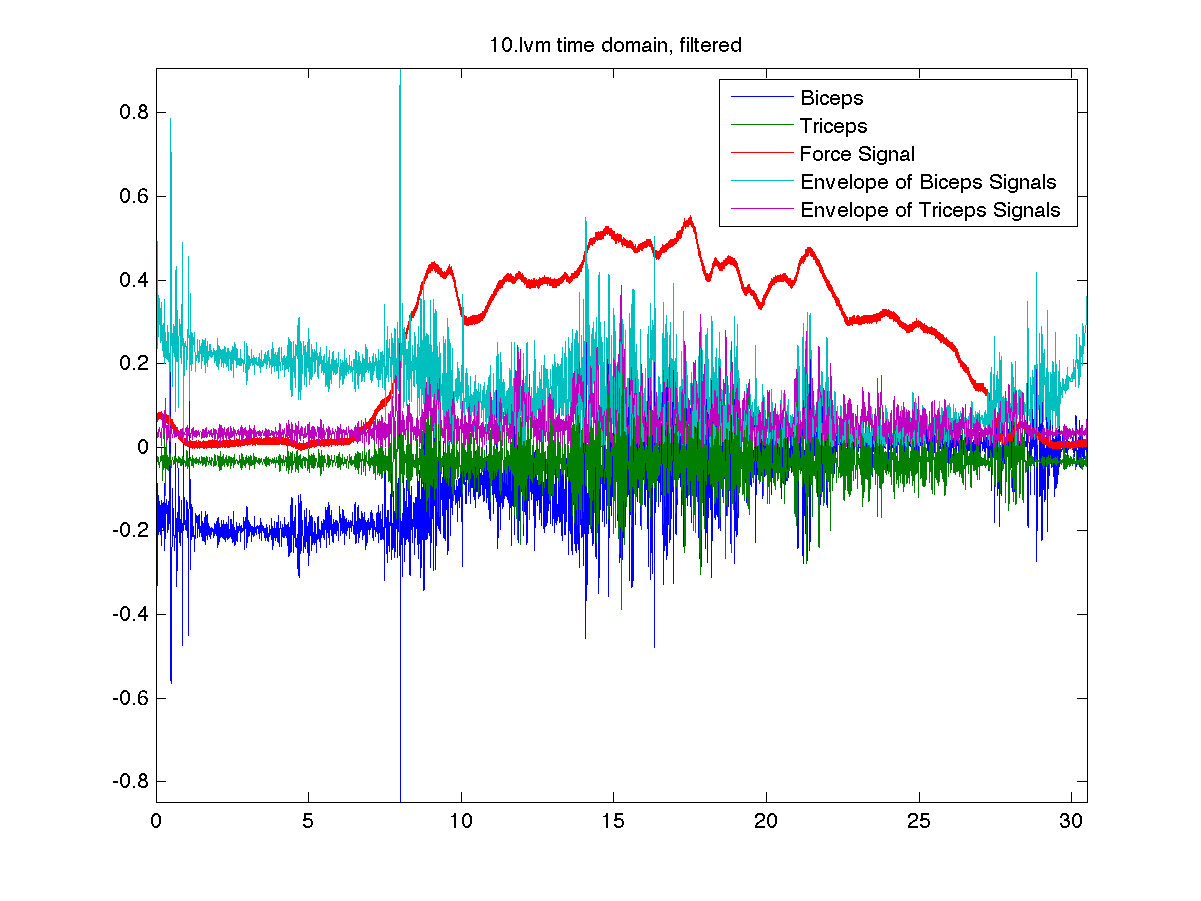 10.lvm time domain, filtered
Biceps
Triceps
Force Signal
Envelope of Biceps Signals
Envelope of Triceps Signals
0.8
0.6
0.4
0.2
0
-0.2
-0.4
-0.6
-0.8
0 5 10 15 20 25 30